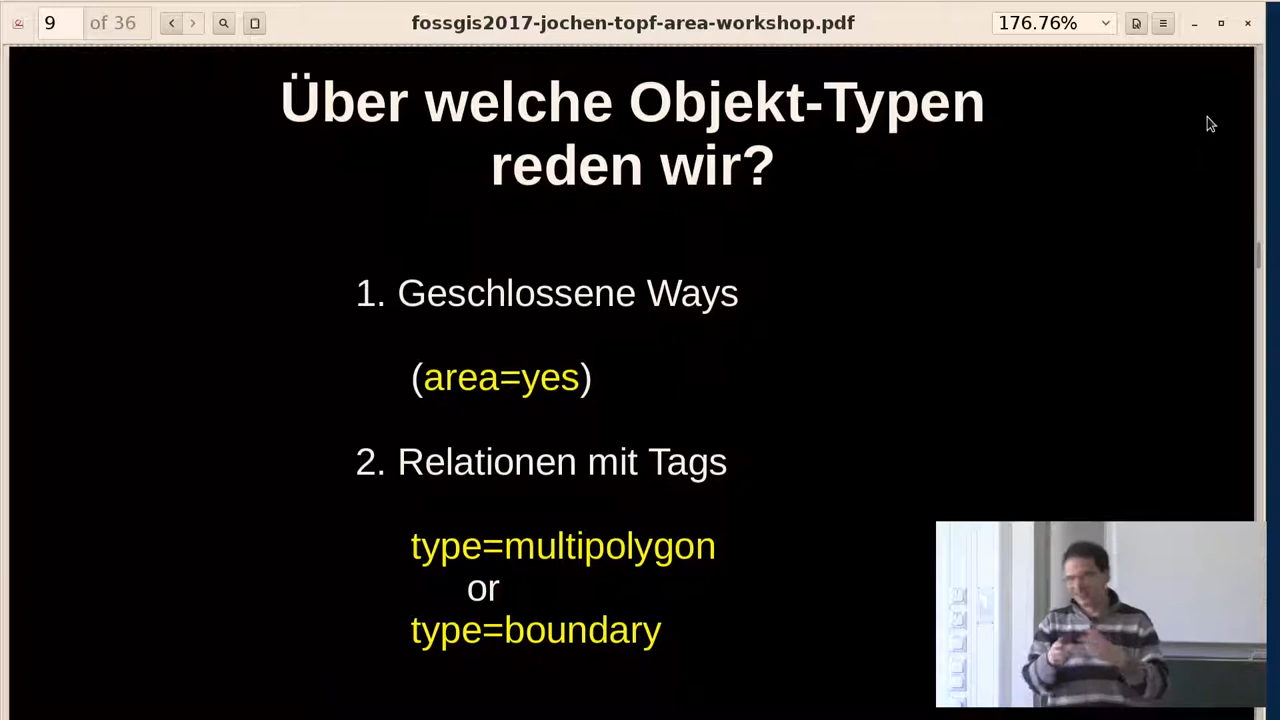 9 of 36
fossgis2017-jochen-topf-area-workshop.pdf
176.76%
Über welche Objekt-Typen
reden wir?
1. Geschlossene Ways
(area=yes)
2. Relationen mit Tags
type=multipolygon
or
type=boundary